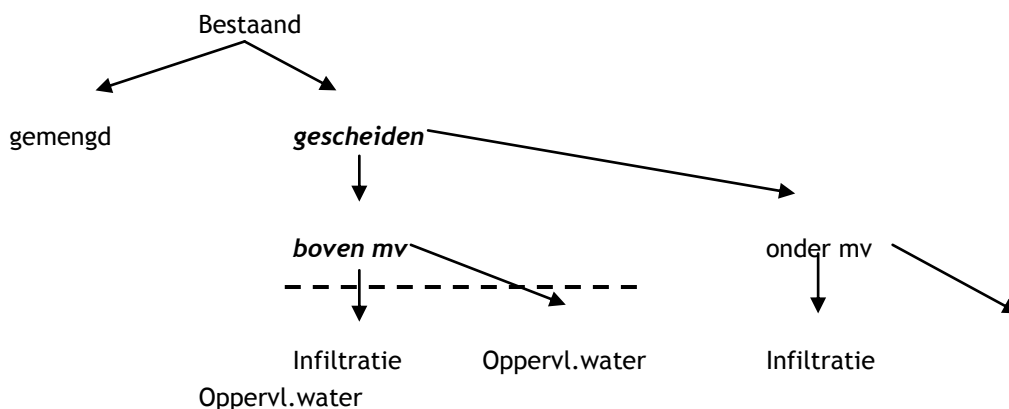 Bestaand
gemengd gescheiden
boven mv onder mv
Infiltratie Oppervl.water Infiltratie
Oppervl.water